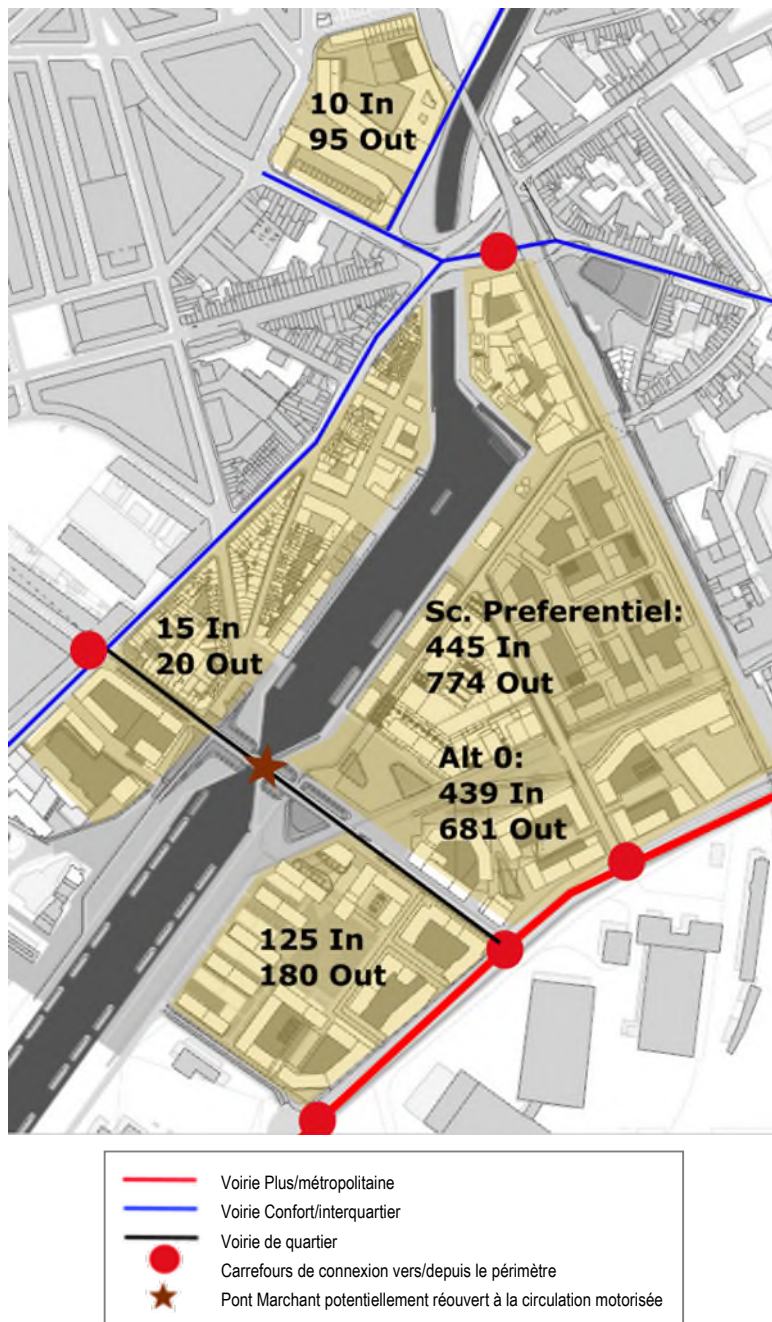 10 In
95 Out
15 In
20 Out
Sc. Preferentiel:
445 In
774 Out
Alt 0:
439 In
681 Out
125 In
180 Out
Voirie Plus/métropolitaine
Voirie Confort/interquartier
Voirie de quartier
Carrefours de connexion vers/depuis le périmètre
Pont Marchant potentiellement réouvert à la circulation motorisée